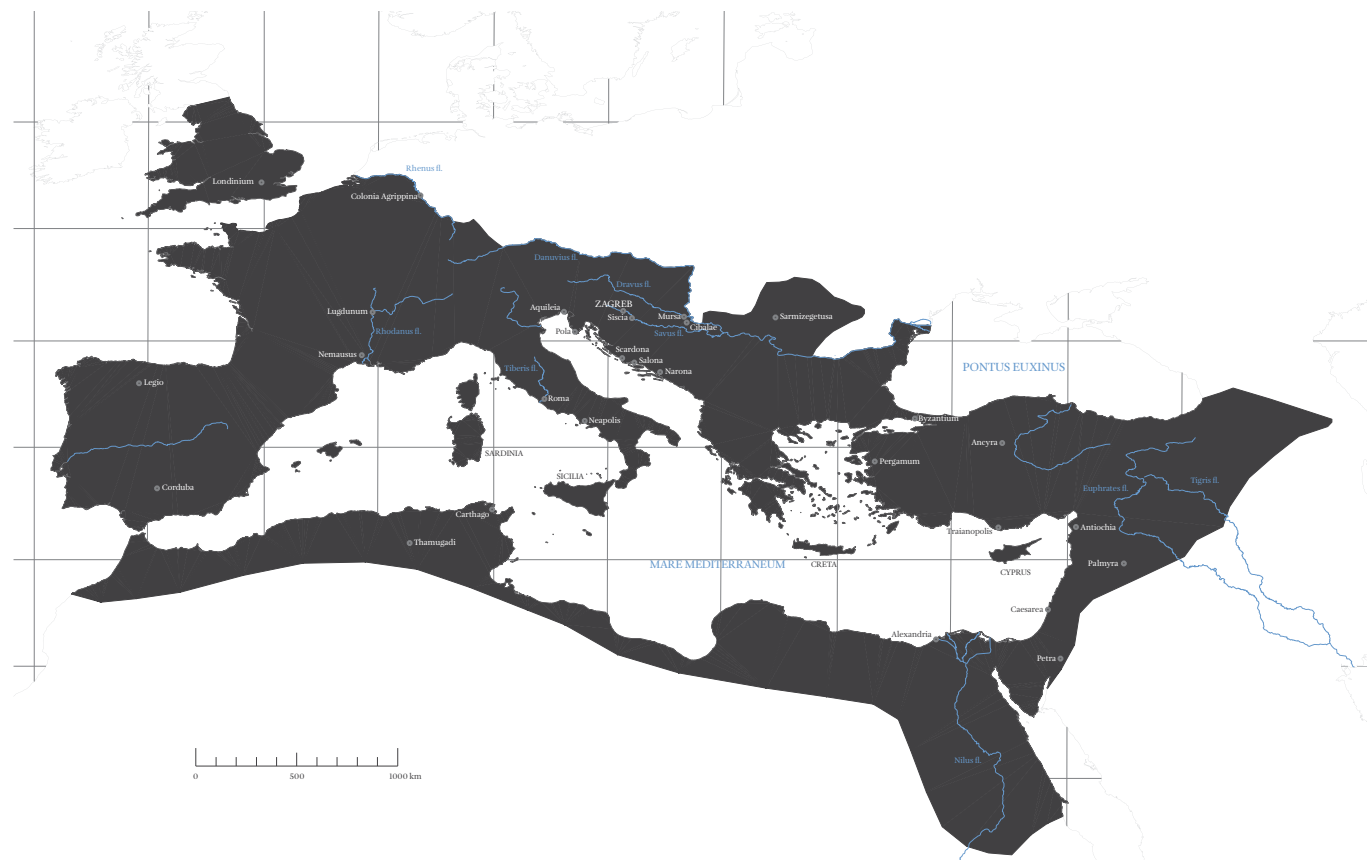 Rhenus fl.
Londinium
Colonia Agrippina
Danuvius fl.
Dravus fl.
ZAGREB
Aquileia
Lugdunum
Siscia
Mursa
Sarmizegetusa
Cibalae
Rhodanus fl.
Pola
Savus fl.
Scardona
Nemausus
Salona
Tiberis fl.
Narona
PONTUS EUXINUS
Legio
Roma
Neapolis
Byzantium
Ancyra
SARDINIA
Pergamum
SICILIA
Tigris fl.
Euphrates fl.
Corduba
Carthago
Traianopolis
Antiochia
Thamugadi
MARE MEDITERRANEUM
CRETA
Palmyra
CYPRUS
Caesarea
Alexandria
Petra
Nilus fl.
0 500 1000 km